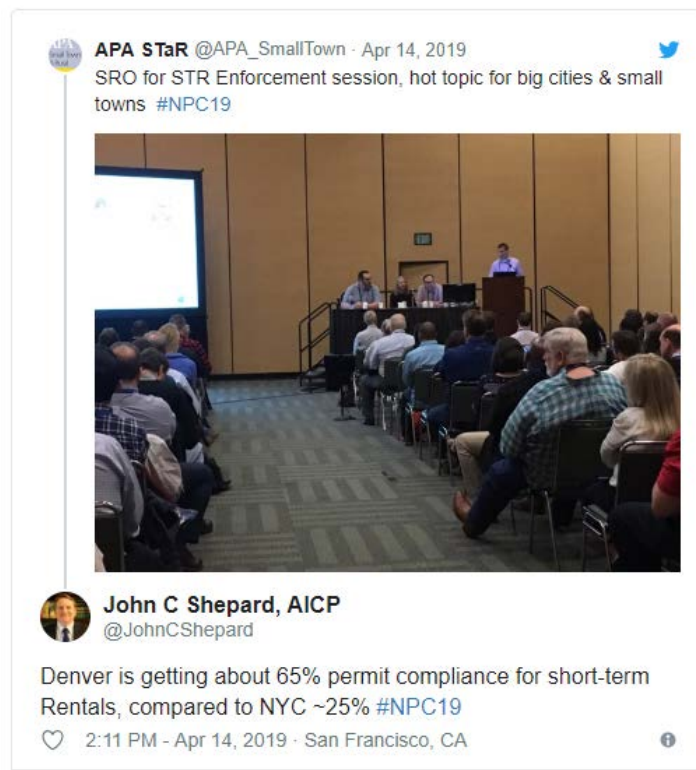 APA STaR @APA_SmallTown · Apr 14, 2019
SRO for STR Enforcement session, hot topic for big cities & small
towns #NPC19
John C Shepard, AICP
@JohnCShepard
Denver is getting about 65% permit compliance for short-term
Rentals, compared to NYC ~25% #NPC19
2:11 PM - Apr 14, 2019 · San Francisco, CA